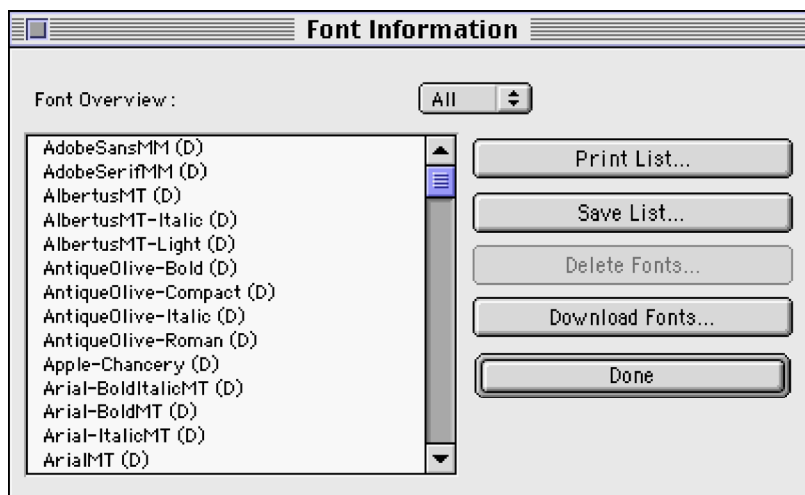 Font Information
Font Overview:
All
AdobeSansMM (D)
AdobeSerifMM (D)
AlbertusMT (D)
AlbertusMT-Italic (D)
AlbertusMT-Light (D)
AntiqueOlive-Bold (D)
AntiqueOlive-Compact (D)
AntiqueOlive-Italic (D)
AntiqueOlive-Roman (D)
Apple-Chancery (D)
Arial-BoldItalicMT (D)
Arial-BoldMT (D)
Arial-ItalicMT (D)
ArialMT (D)
Print List...
Save List...
Delete Fonts...
Download Fonts...
Done